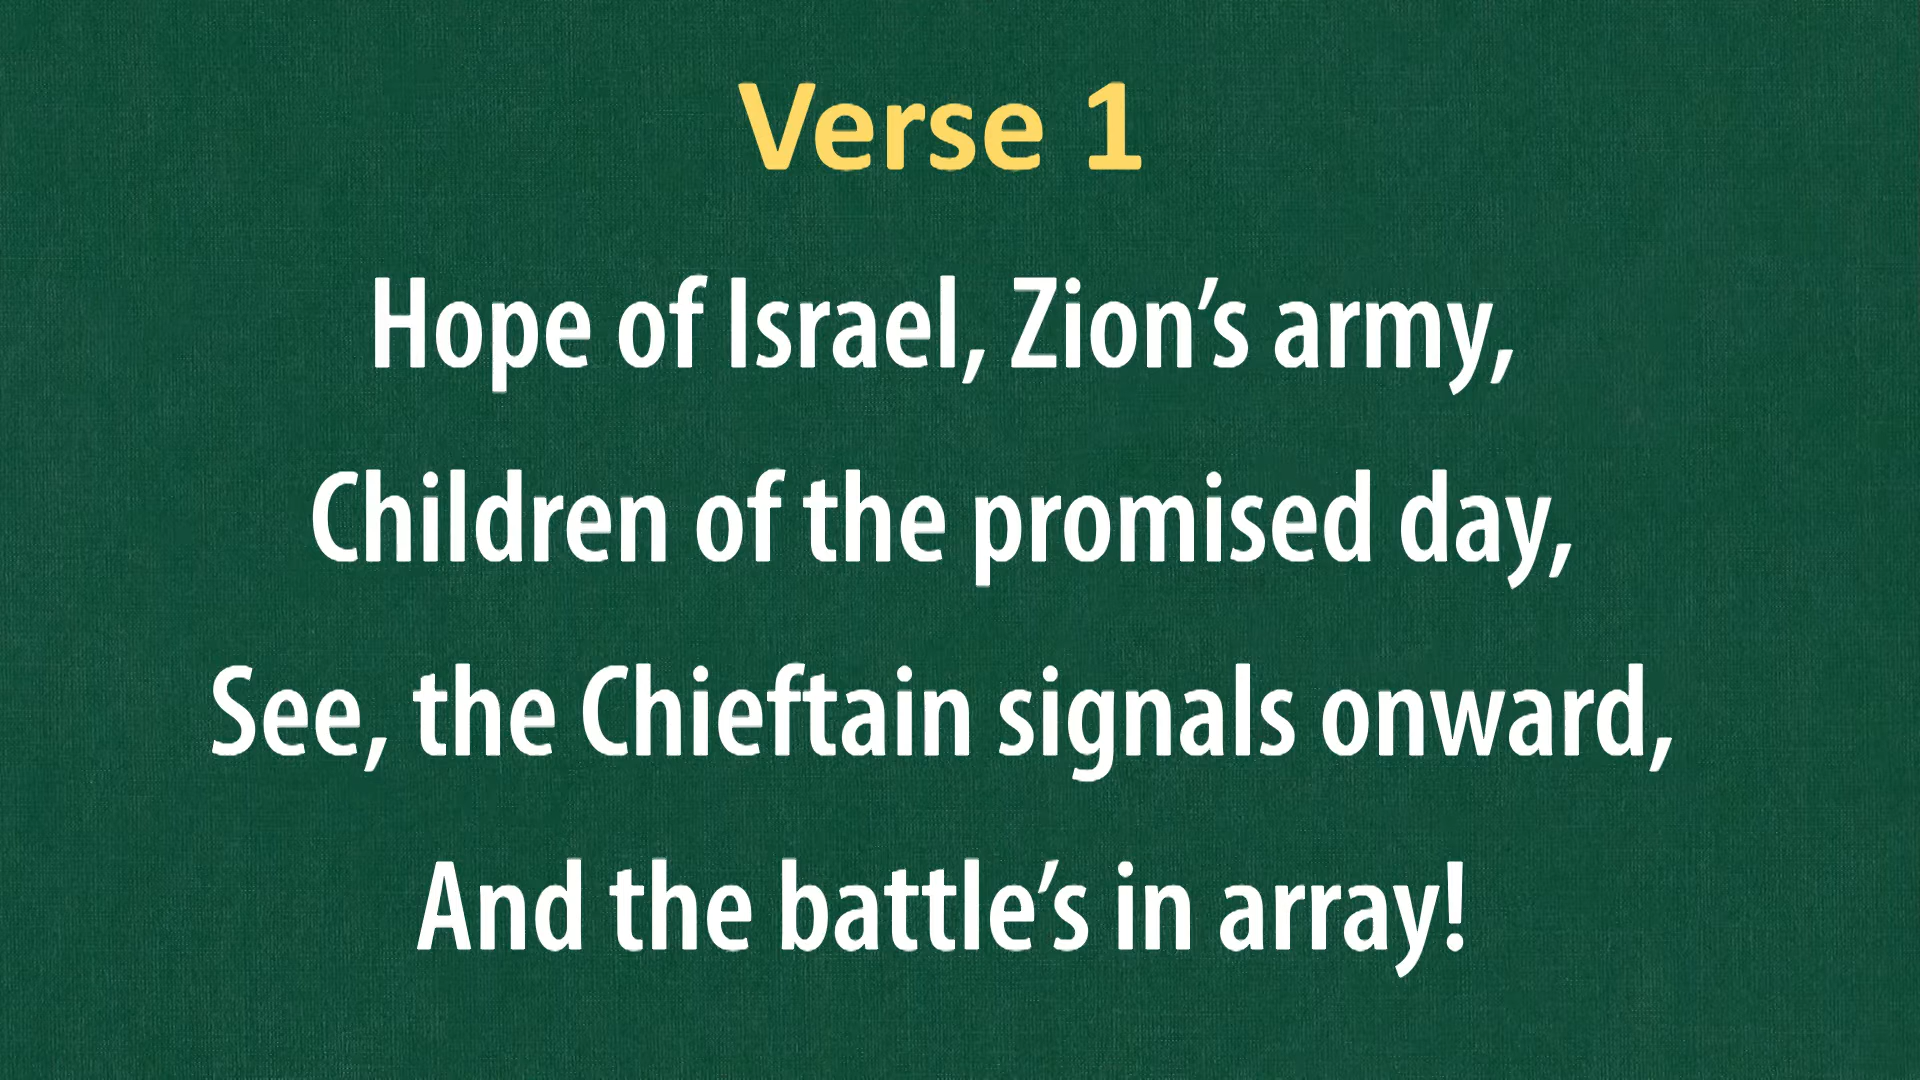 Verse 1
Hope of Israel, Zion’s army,
Children of the promised day,
See, the Chieftain signals onward,
And the battle’s in array!